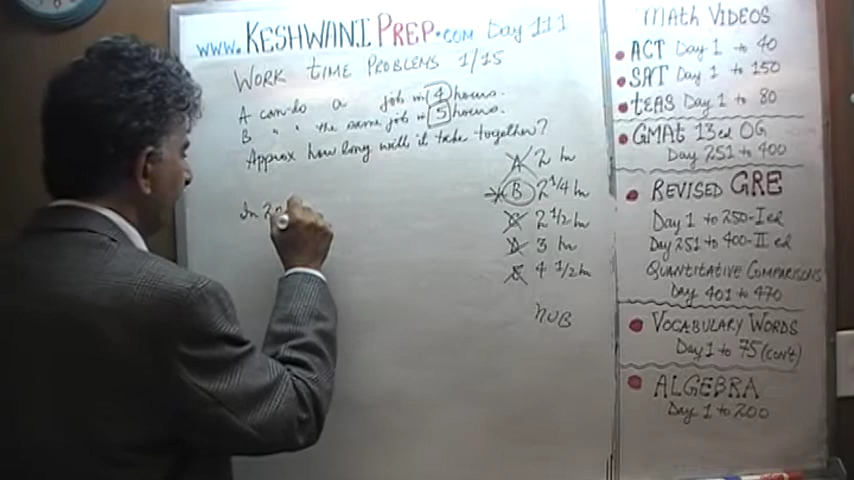 www.KESHWANIPREP.COM Day 111
WORK TIME PROBLEMS 1/15
A can do a job in 4 hours.
B " " the same job in 5 hours.
Approx how long will it take together?
A 2 hr
B 2 1/4 hr
C 2 1/2 hr
D 3 hr
E 4 1/2 hr
In 2
MATH VIDEOS
ACT Day 1 to 40
SAT Day 1 to 150
tEAS Day 1 to 80
GMAt 13ed OG
Day 251 to 400
REVISED GRE
Day 1 to 250-I ed
Day 251 to 400-II ed
QUANTITATIVE COMPARISONS
Day 401 to 470
VOCABULARY WORDS
Day 1 to 75 (con't)
ALGEBRA
Day 1 to 200